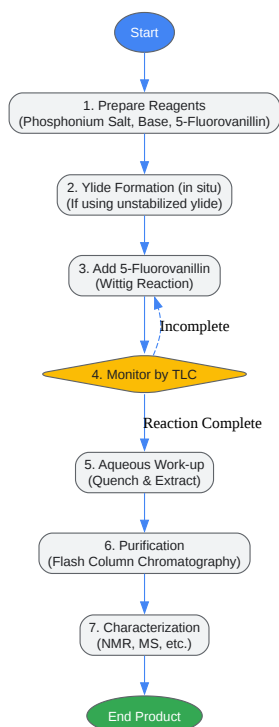 Start
1. Prepare Reagents
(Phosphonium Salt, Base, 5-Fluorovanillin)
2. Ylide Formation (in situ)
(If using unstabilized ylide)
3. Add 5-Fluorovanillin
(Wittig Reaction)
Incomplete
4. Monitor by TLC
Reaction Complete
5. Aqueous Work-up
(Quench & Extract)
6. Purification
(Flash Column Chromatography)
7. Characterization
(NMR, MS, etc.)
End Product